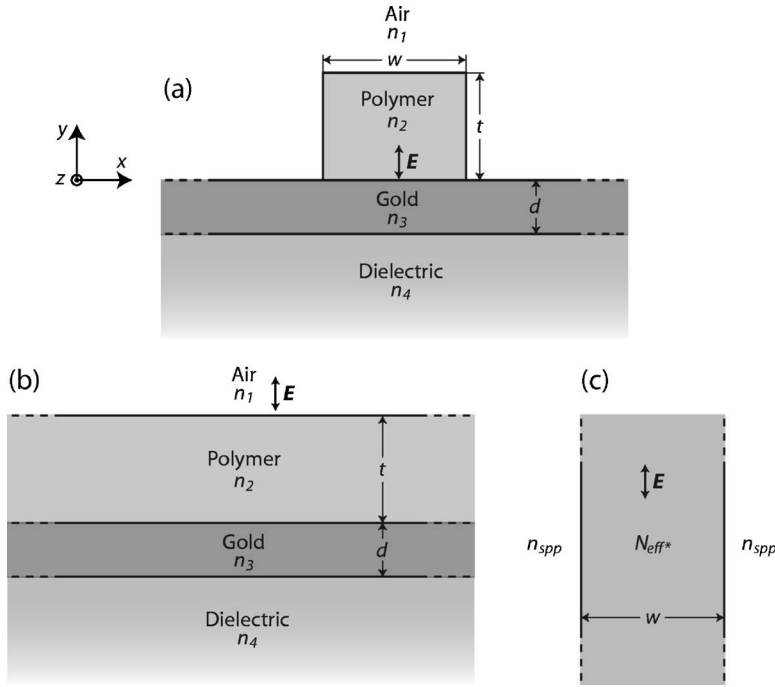 Air
n1
w
(a)
Polymer
n2
t
E
y
x
z
Gold
n3
d
Dielectric
n4
(b)
Air
n1
E
Polymer
n2
t
Gold
n3
d
Dielectric
n4
(c)
E
nspp
Neff*
nspp
w